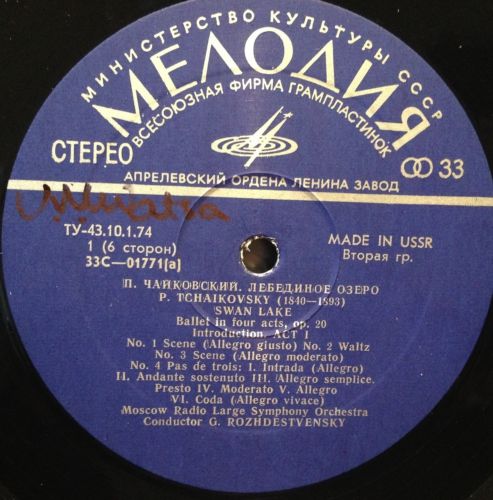 МИНИСТЕРСТВО КУЛЬТУРЫ СССР
МЕЛОДИЯ
ВСЕСОЮЗНАЯ ФИРМА ГРАМПЛАСТИНОК
СТЕРЕО
33
АПРЕЛЕВСКИЙ ОРДЕНА ЛЕНИНА ЗАВОД
ТУ-43.10.1.74
1 (6 сторон)
33С—01771[a]
MADE IN USSR
Вторая гр.
П. ЧАЙКОВСКИЙ. ЛЕБЕДИНОЕ ОЗЕРО
P. TCHAIKOVSKY (1840—1893)
SWAN LAKE
Ballet in four acts, op. 20
Introduction. ACT I
No. 1 Scene (Allegro giusto) No. 2 Waltz
No. 3 Scene (Allegro moderato)
No. 4 Pas de trois: I. Intrada (Allegro)
II. Andante sostenuto III. (Allegro semplice.
Presto IV. Moderato V. Allegro
VI. Coda (Allegro vivace)
Moscow Radio Large Symphony Orchestra
Conductor G. ROZHDESTVENSKY